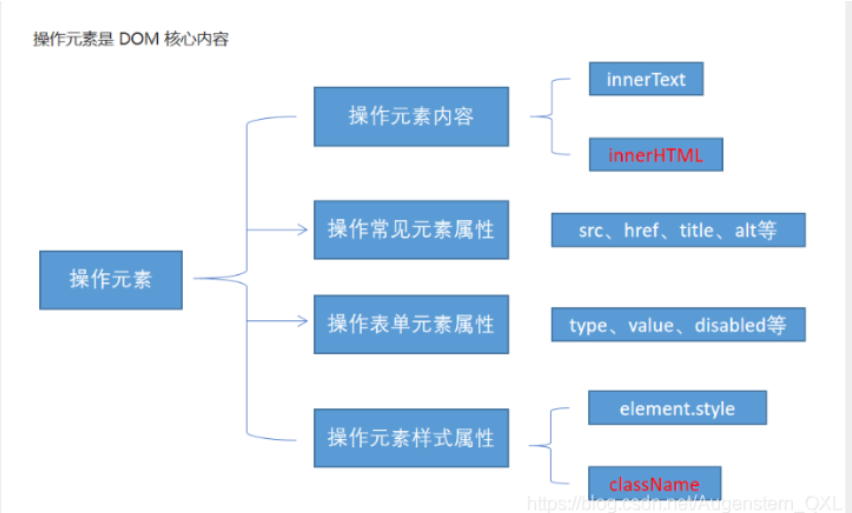 操作元素是 DOM 核心内容
操作元素
操作元素内容
innerText
innerHTML
操作常见元素属性
src、href、title、alt等
操作表单元素属性
type、value、disabled等
操作元素样式属性
element.style
className
https://blog.csdn.net/Augenstern_QXL